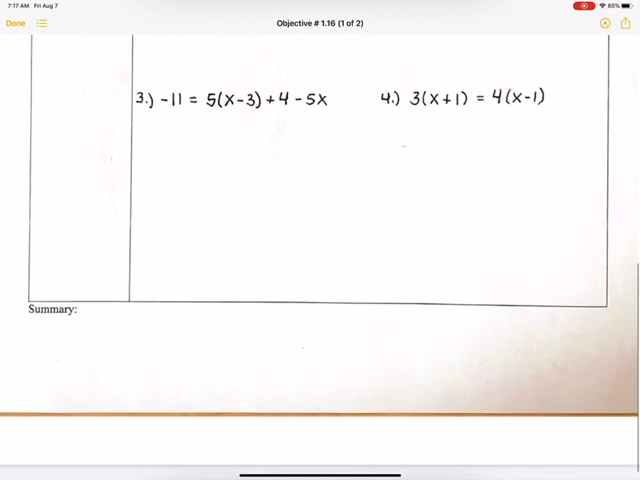 7:17 AM Fri Aug 7
85%
Done
Objective # 1.16 (1 of 2)
3.) -11 = 5(x-3) + 4 - 5x
4.) 3(x+1) = 4(x-1)
Summary: